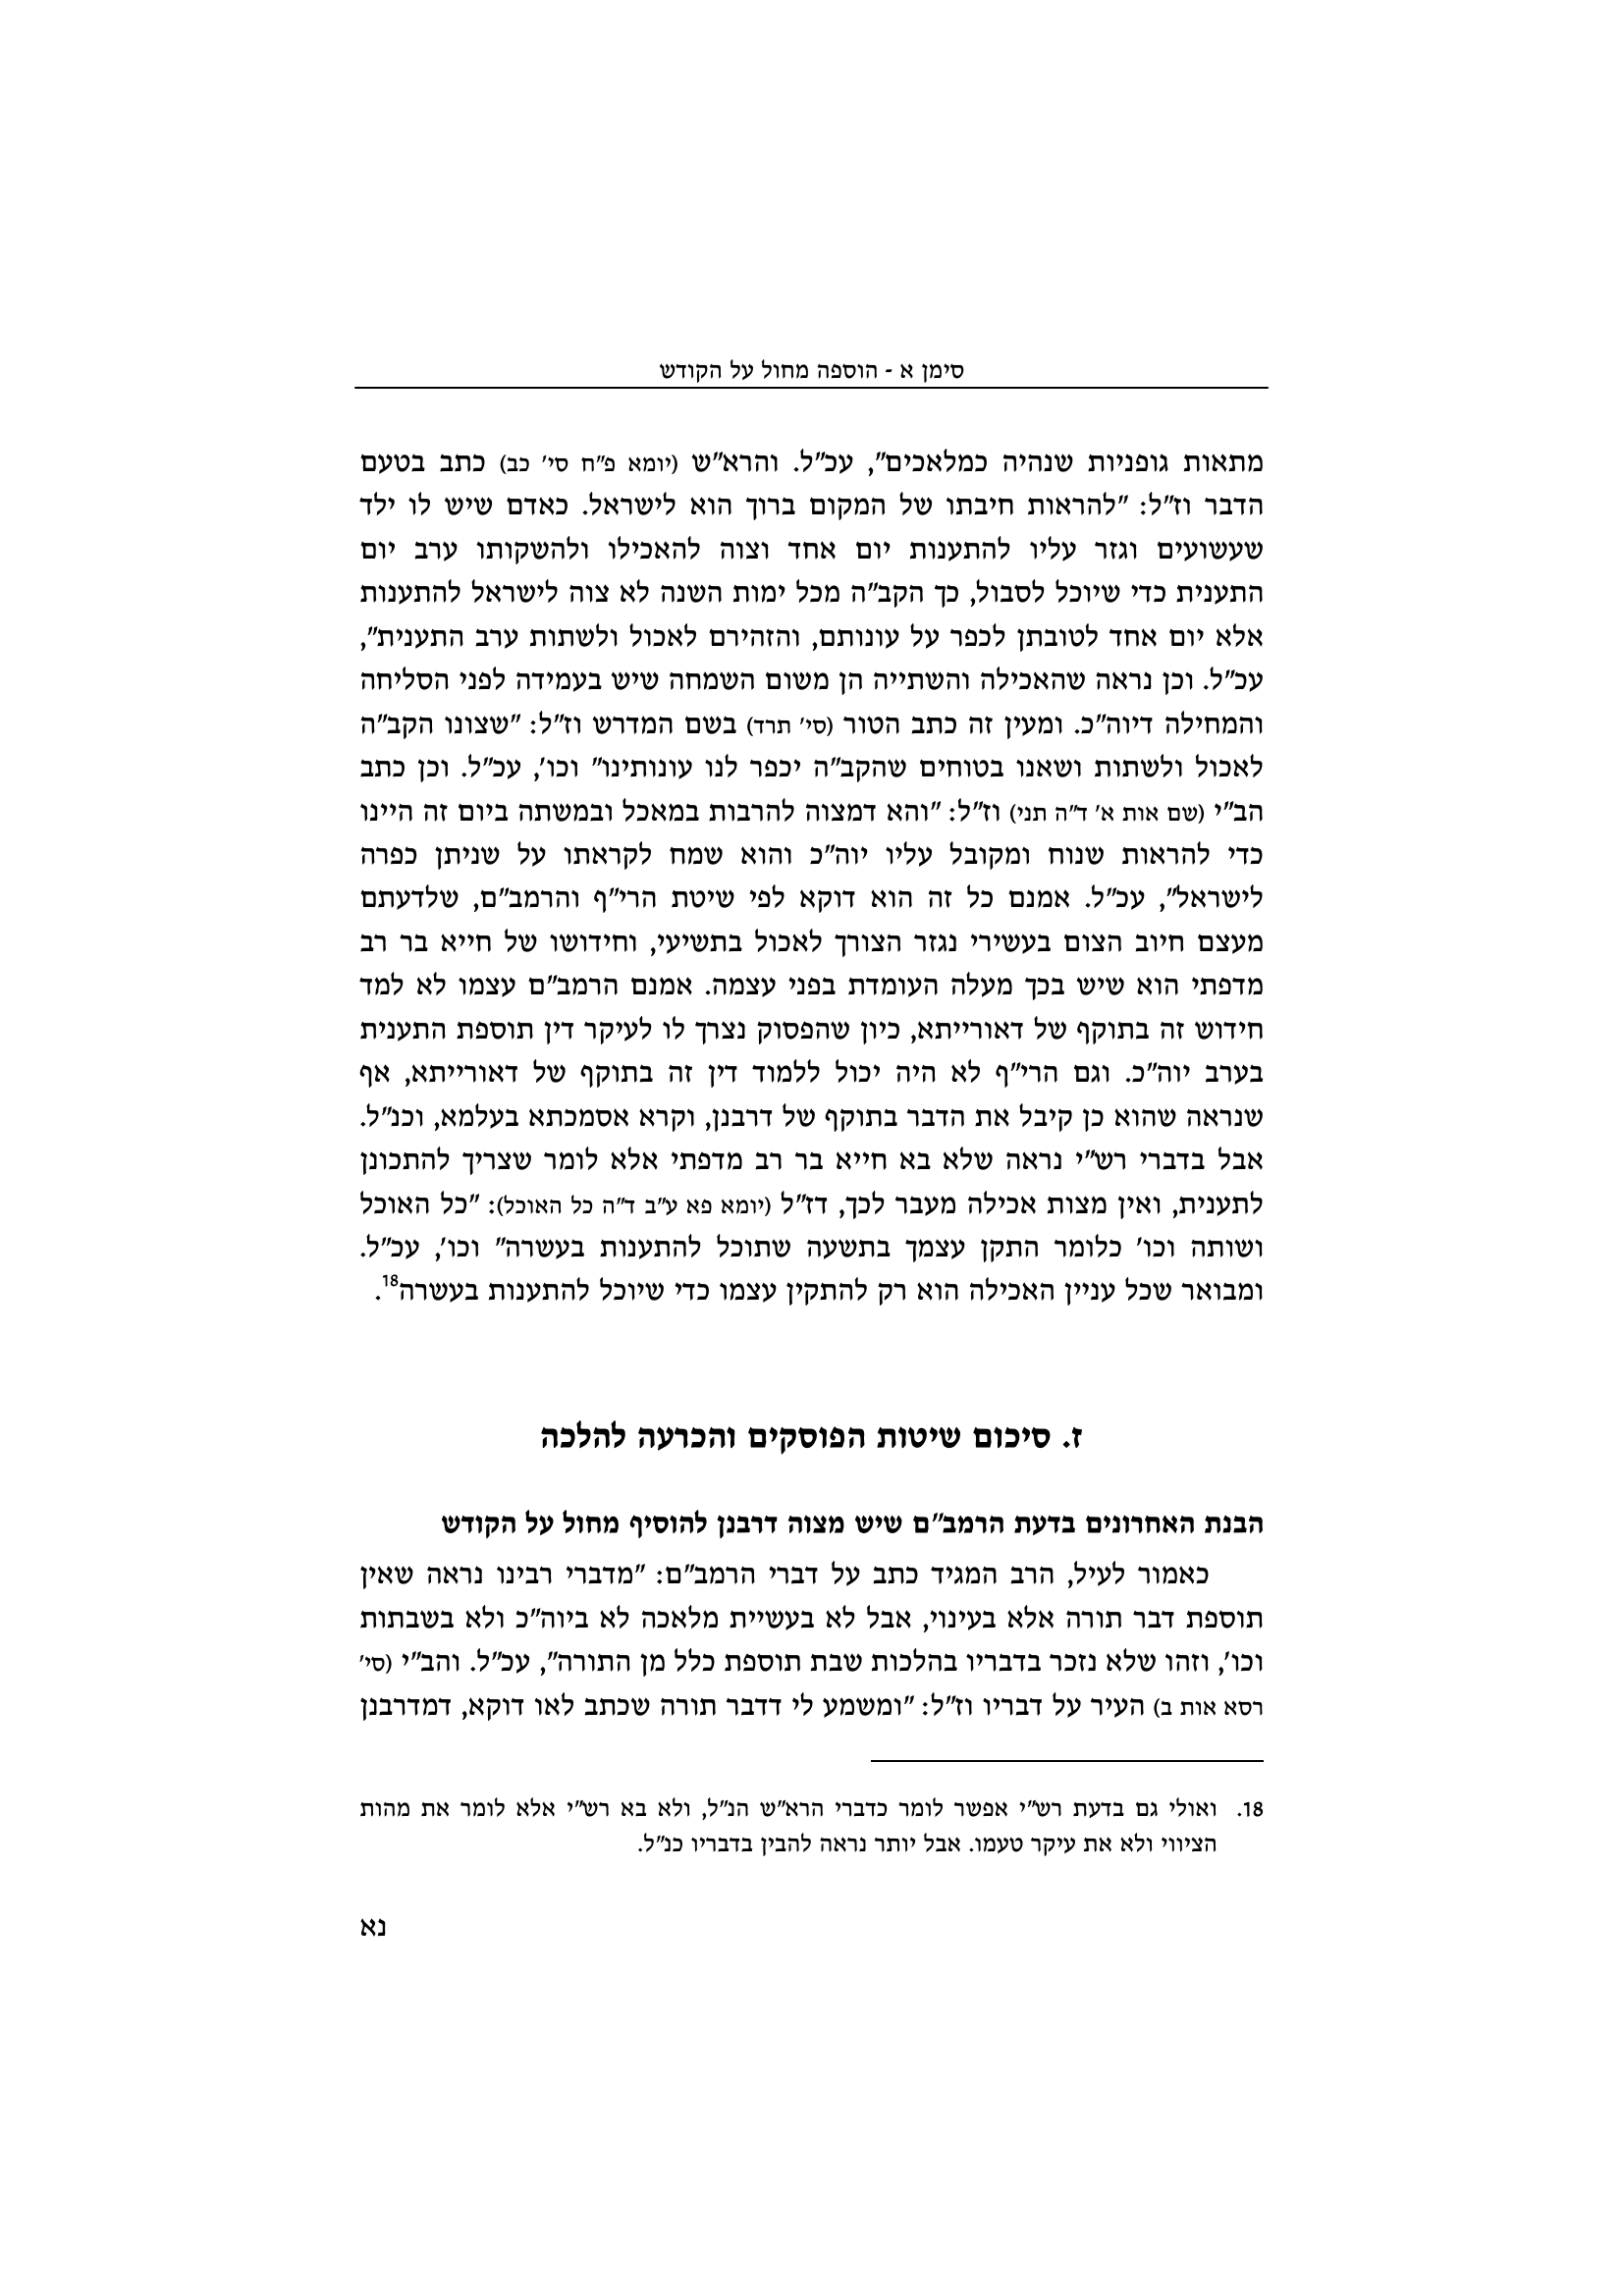 סימן א - הוספה מחול על הקודש
מתאות גופניות שנהיה כמלאכים", עכ"ל. והרא"ש (יומא פ"ח סי' כב) כתב בטעם
הדבר וז"ל: "להראות חיבתו של המקום ברוך הוא לישראל. כאדם שיש לו ילד
שעשועים וגזר עליו להתענות יום אחד וצוה להאכילו ולהשקותו ערב יום
התענית כדי שיוכל לסבול, כך הקב"ה מכל ימות השנה לא צוה לישראל להתענות
אלא יום אחד לטובתן לכפר על עונותם, והזהירם לאכול ולשתות ערב התענית",
עכ"ל. וכן נראה שהאכילה והשתייה הן משום השמחה שיש בעמידה לפני הסליחה
והמחילה דיוה"כ. ומעין זה כתב הטור (סי' תרד) בשם המדרש וז"ל: "שצונו הקב"ה
לאכול ולשתות ושאנו בטוחים שהקב"ה יכפר לנו עונותינו" וכו', עכ"ל. וכן כתב
הב"י (שם אות א' ד"ה תני) וז"ל: "והא דמצוה להרבות במאכל ובמשתה ביום זה היינו
כדי להראות שנוח ומקובל עליו יוה"כ והוא שמח לקראתו על שניתן כפרה
לישראל", עכ"ל. אמנם כל זה הוא דוקא לפי שיטת הרי"ף והרמב"ם, שלדעתם
מעצם חיוב הצום בעשירי נגזר הצורך לאכול בתשיעי, וחידושו של חייא בר רב
מדפתי הוא שיש בכך מעלה העומדת בפני עצמה. אמנם הרמב"ם עצמו לא למד
חידוש זה בתוקף של דאורייתא, כיון שהפסוק נצרך לו לעיקר דין תוספת התענית
בערב יוה"כ. וגם הרי"ף לא היה יכול ללמוד דין זה בתוקף של דאורייתא, אף
שנראה שהוא כן קיבל את הדבר בתוקף של דרבנן, וקרא אסמכתא בעלמא, וכנ"ל.
אבל בדברי רש"י נראה שלא בא חייא בר רב מדפתי אלא לומר שצריך להתכונן
לתענית, ואין מצות אכילה מעבר לכך, דז"ל (יומא פא ע"ב ד"ה כל האוכל): "כל האוכל
ושותה וכו' כלומר התקן עצמך בתשעה שתוכל להתענות בעשרה" וכו', עכ"ל.
ומבואר שכל עניין האכילה הוא רק להתקין עצמו כדי שיוכל להתענות בעשרה18.
ז. סיכום שיטות הפוסקים והכרעה להלכה
הבנת האחרונים בדעת הרמב"ם שיש מצוה דרבנן להוסיף מחול על הקודש
כאמור לעיל, הרב המגיד כתב על דברי הרמב"ם: "מדברי רבינו נראה שאין
תוספת דבר תורה אלא בעינוי, אבל לא בעשיית מלאכה לא ביוה"כ ולא בשבתות
וכו', וזהו שלא נזכר בדבריו בהלכות שבת תוספת כלל מן התורה", עכ"ל. והב"י (סי'
רסא אות ב) העיר על דבריו וז"ל: "ומשמע לי דדבר תורה שכתב לאו דוקא, דמדרבנן
18. ואולי גם בדעת רש"י אפשר לומר כדברי הרא"ש הנ"ל, ולא בא רש"י אלא לומר את מהות
הציווי ולא את עיקר טעמו. אבל יותר נראה להבין בדבריו כנ"ל.
נא